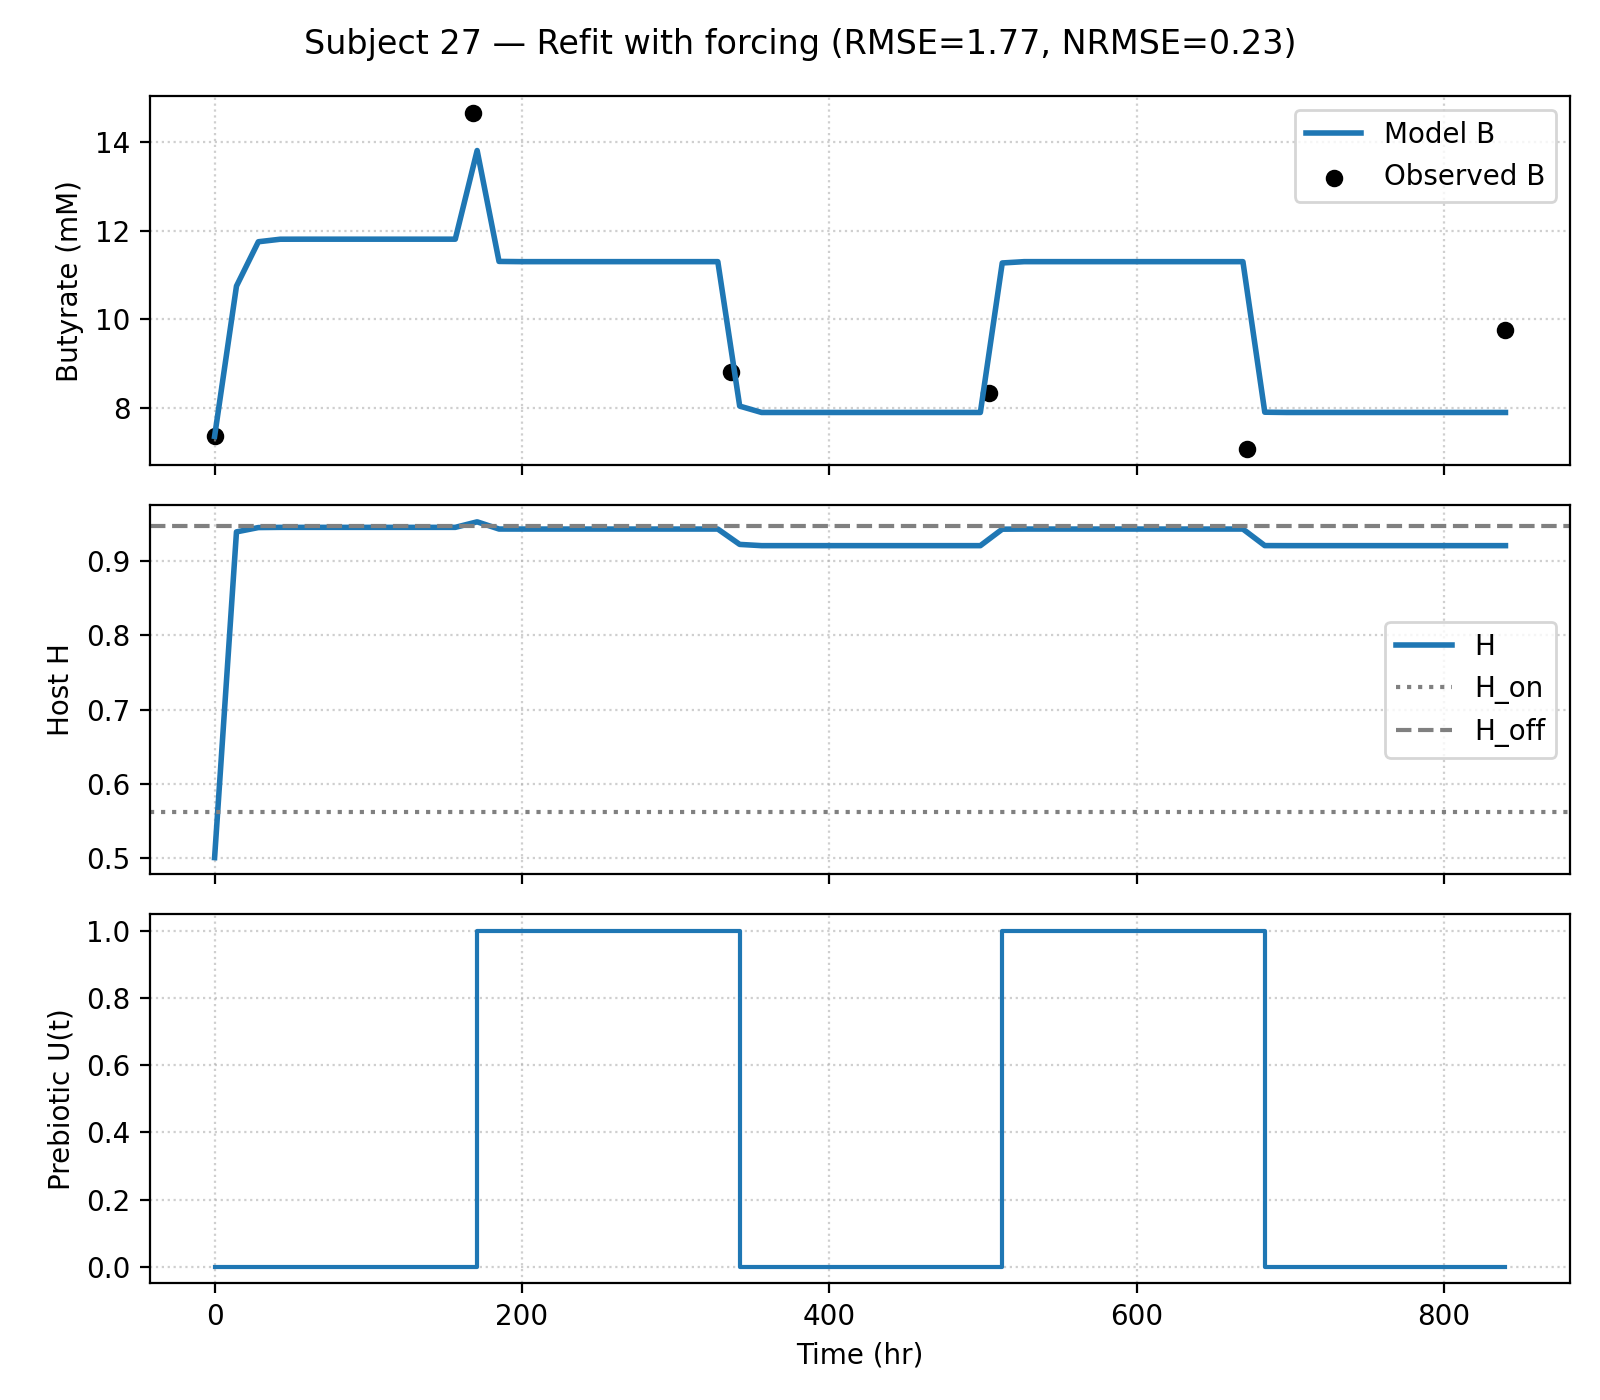 Subject 27 — Refit with forcing (RMSE=1.77, NRMSE=0.23)
Butyrate (mM)
14
12
10
8
Model B
Observed B
Host H
0.9
0.8
0.7
0.6
0.5
H
H_on
H_off
Prebiotic U(t)
1.0
0.8
0.6
0.4
0.2
0.0
0 200 400 600 800
Time (hr)